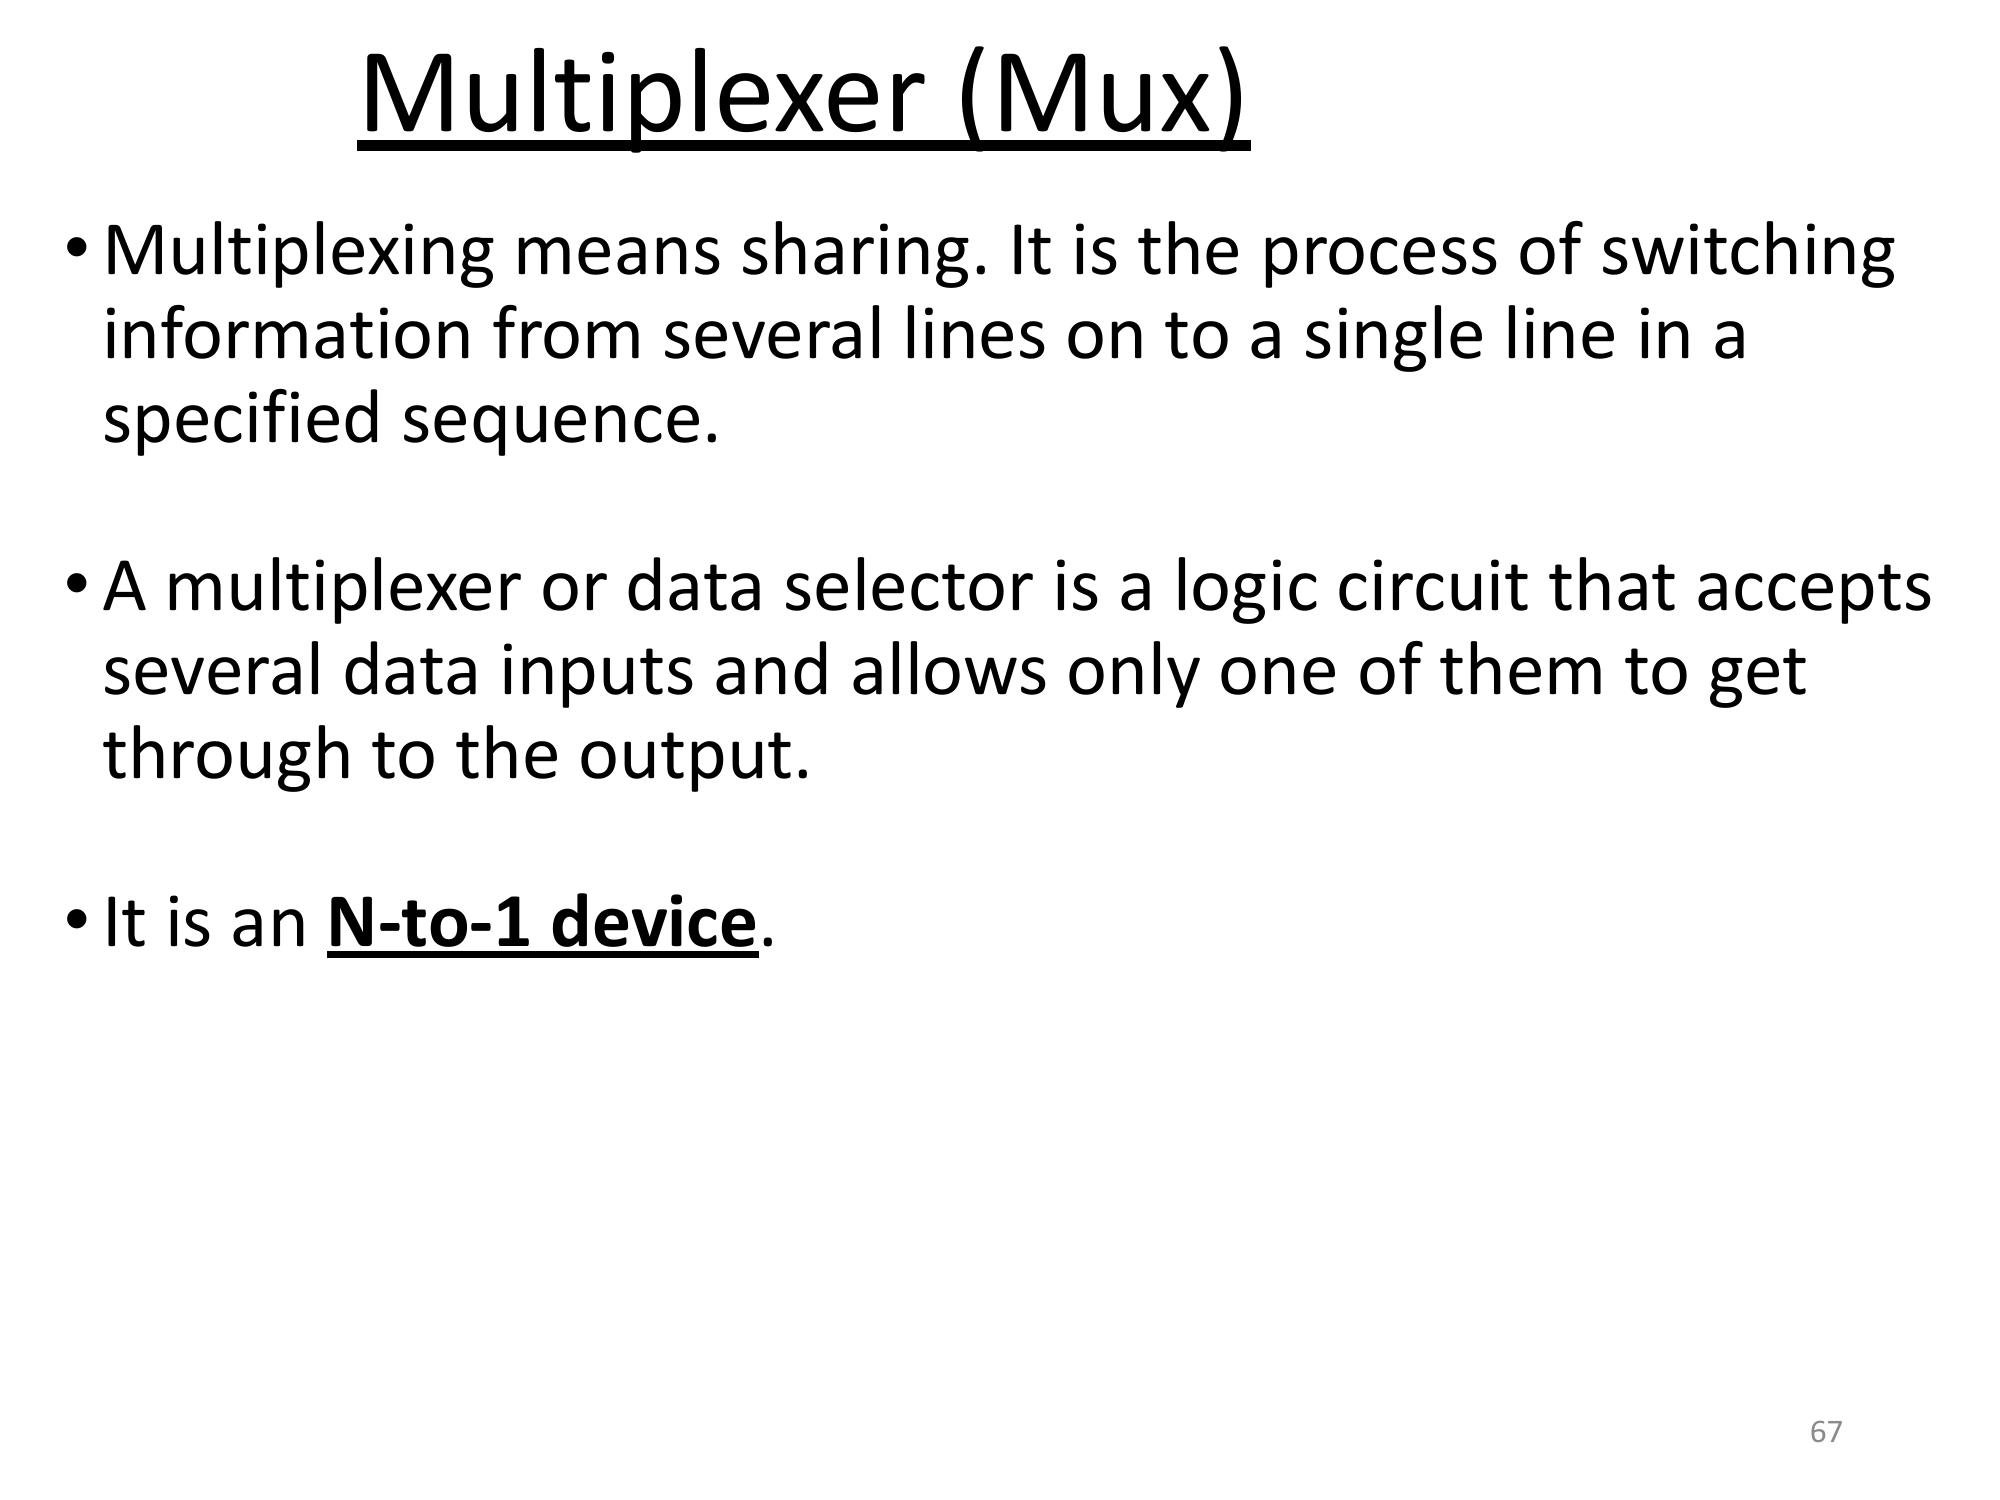 Multiplexer (Mux)
• Multiplexing means sharing. It is the process of switching
information from several lines on to a single line in a
specified sequence.
• A multiplexer or data selector is a logic circuit that accepts
several data inputs and allows only one of them to get
through to the output.
• It is an N-to-1 device.
67